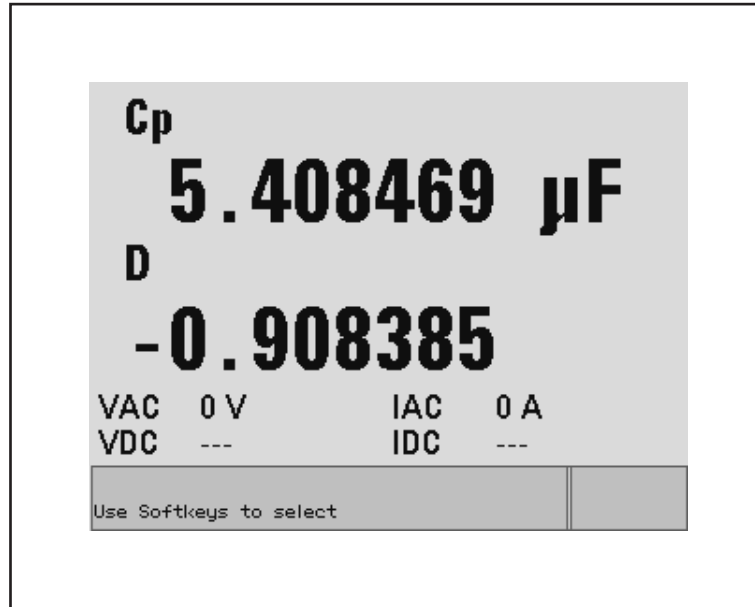 Cp
5.408469 µF
D
-0.908385
VAC 0 V IAC 0 A
VDC --- IDC ---
Use Softkeys to select